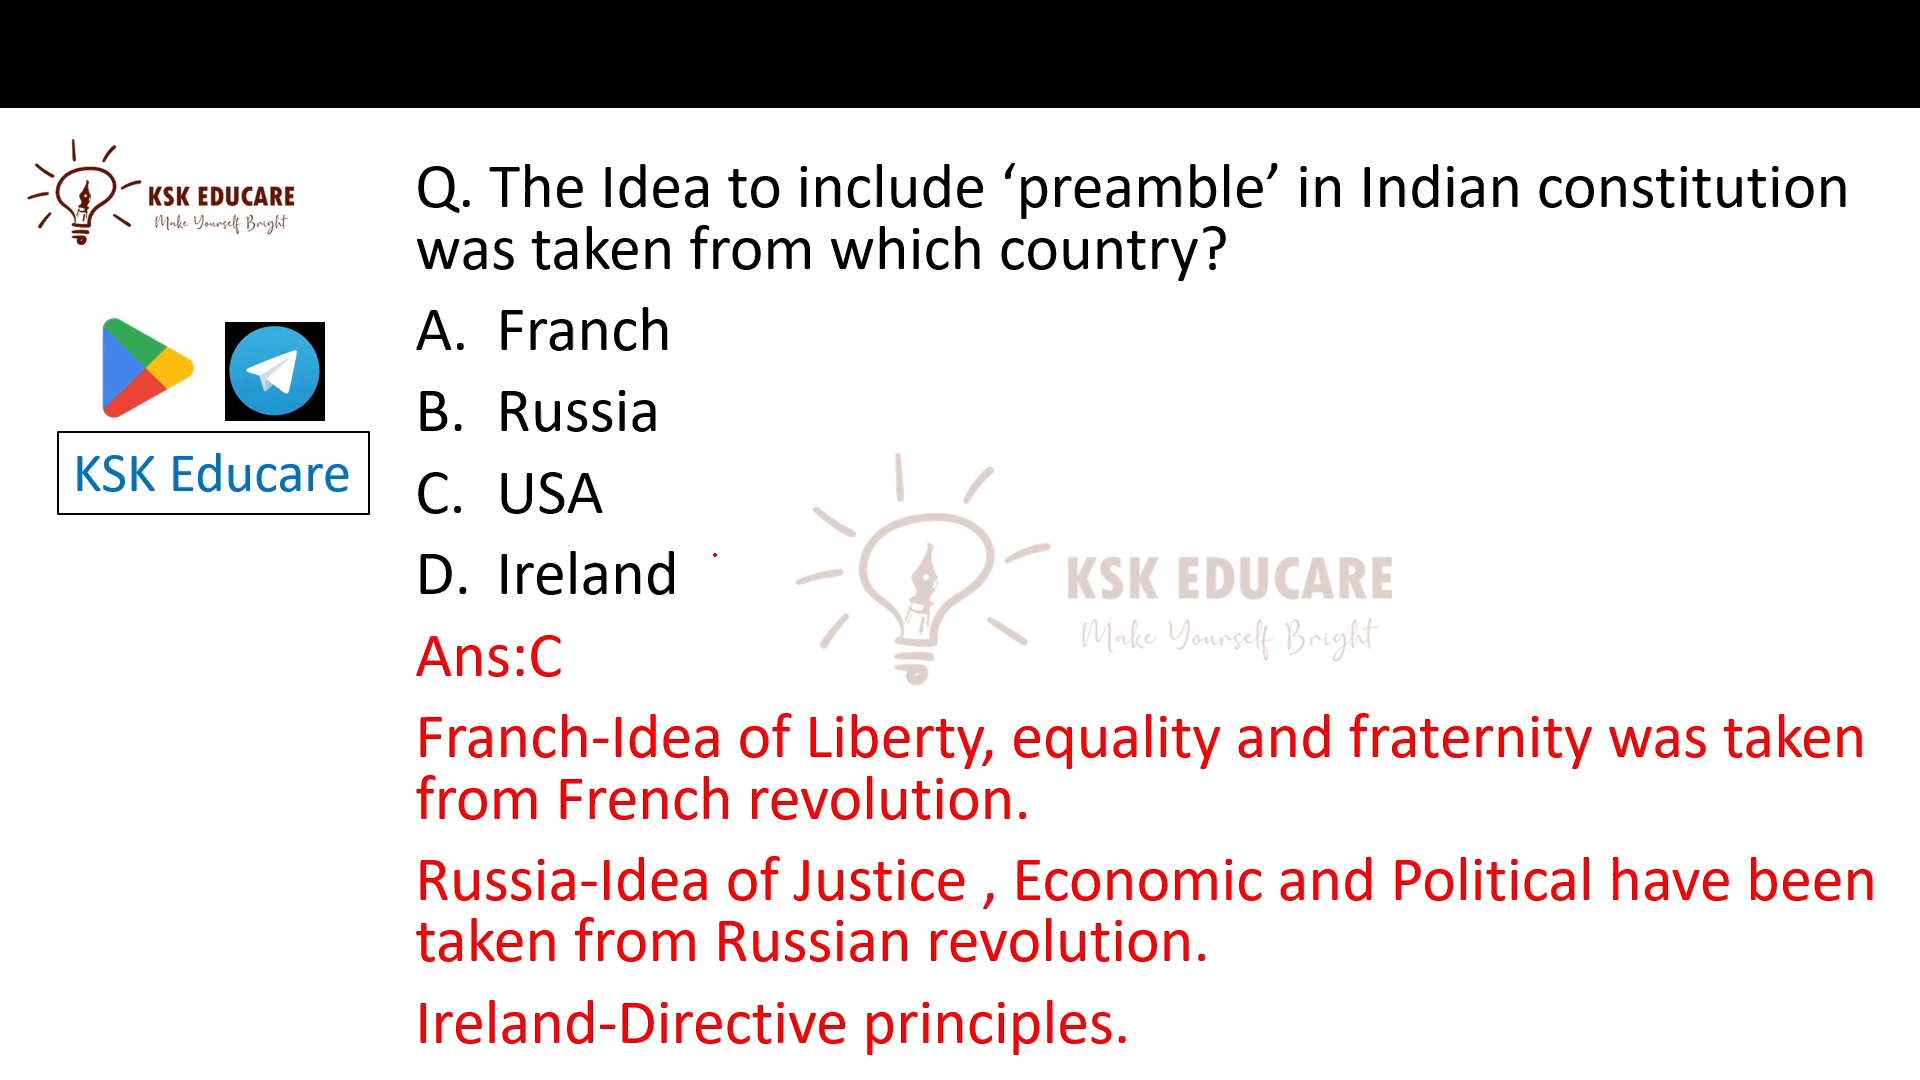 KSK EDUCARE
Make Yourself Bright
KSK Educare
Q. The Idea to include ‘preamble’ in Indian constitution
was taken from which country?
A. Franch
B. Russia
C. USA
D. Ireland
Ans:C
Franch-Idea of Liberty, equality and fraternity was taken
from French revolution.
Russia-Idea of Justice , Economic and Political have been
taken from Russian revolution.
Ireland-Directive principles.
KSK EDUCARE
Make Yourself Bright